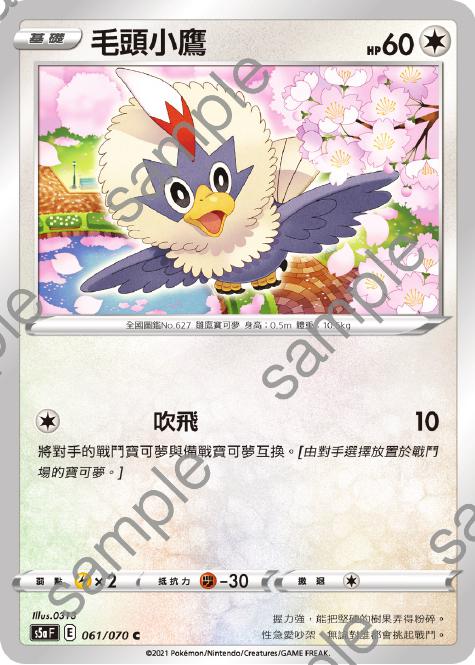 基礎 毛頭小鷹 HP60
全國圖鑑No.627 雛鷹寶可夢 身高：0.5m 體重：10.5kg
吹飛 10
將對手的戰鬥寶可夢與備戰寶可夢互換。[由對手選擇放置於戰鬥
場的寶可夢。]
弱點 ×2 抵抗力 -30 撤退
Illus.0313
s5a F E 061/070 C
握力強，能把堅硬的樹果弄得粉碎。
性急愛吵架，無論對誰都會挑起戰鬥。
©2021 Pokémon/Nintendo/Creatures/GAME FREAK.
sample
sample
sample
sample
sample
sample
sample